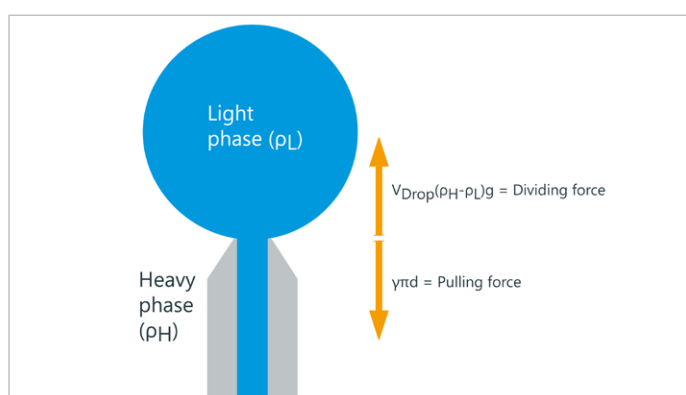 Light
phase (ρL)
VDrop(ρH-ρL)g = Dividing force
Heavy
phase
(ρH)
γπd = Pulling force